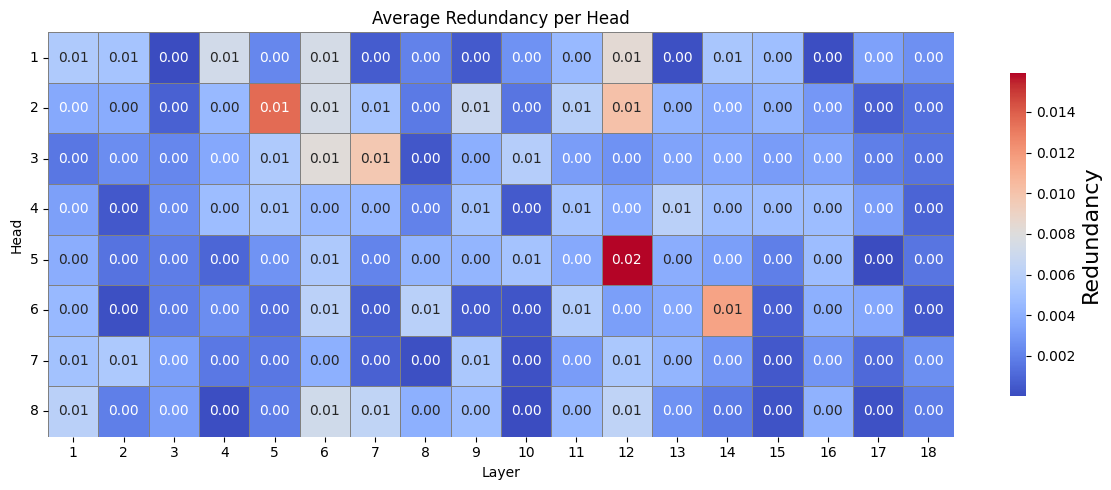 Average Redundancy per Head
1 0.01 0.01 0.00 0.01 0.00 0.01 0.00 0.00 0.00 0.00 0.00 0.01 0.00 0.01 0.00 0.00 0.00 0.00
2 0.00 0.00 0.00 0.00 0.01 0.01 0.01 0.00 0.01 0.00 0.01 0.01 0.00 0.00 0.00 0.00 0.00 0.00
3 0.00 0.00 0.00 0.00 0.01 0.01 0.01 0.00 0.00 0.01 0.00 0.00 0.00 0.00 0.00 0.00 0.00 0.00
4 0.00 0.00 0.00 0.00 0.01 0.00 0.00 0.00 0.01 0.00 0.01 0.00 0.01 0.00 0.00 0.00 0.00 0.00
5 0.00 0.00 0.00 0.00 0.00 0.01 0.00 0.00 0.00 0.01 0.00 0.02 0.00 0.00 0.00 0.00 0.00 0.00
6 0.00 0.00 0.00 0.00 0.00 0.01 0.00 0.01 0.00 0.00 0.01 0.00 0.00 0.01 0.00 0.00 0.00 0.00
7 0.01 0.01 0.00 0.00 0.00 0.00 0.00 0.00 0.01 0.00 0.00 0.01 0.00 0.00 0.00 0.00 0.00 0.00
8 0.01 0.00 0.00 0.00 0.00 0.01 0.01 0.00 0.00 0.00 0.00 0.01 0.00 0.00 0.00 0.00 0.00 0.00
1 2 3 4 5 6 7 8 9 10 11 12 13 14 15 16 17 18
Layer
Head
0.014
0.012
0.010
0.008
0.006
0.004
0.002
Redundancy